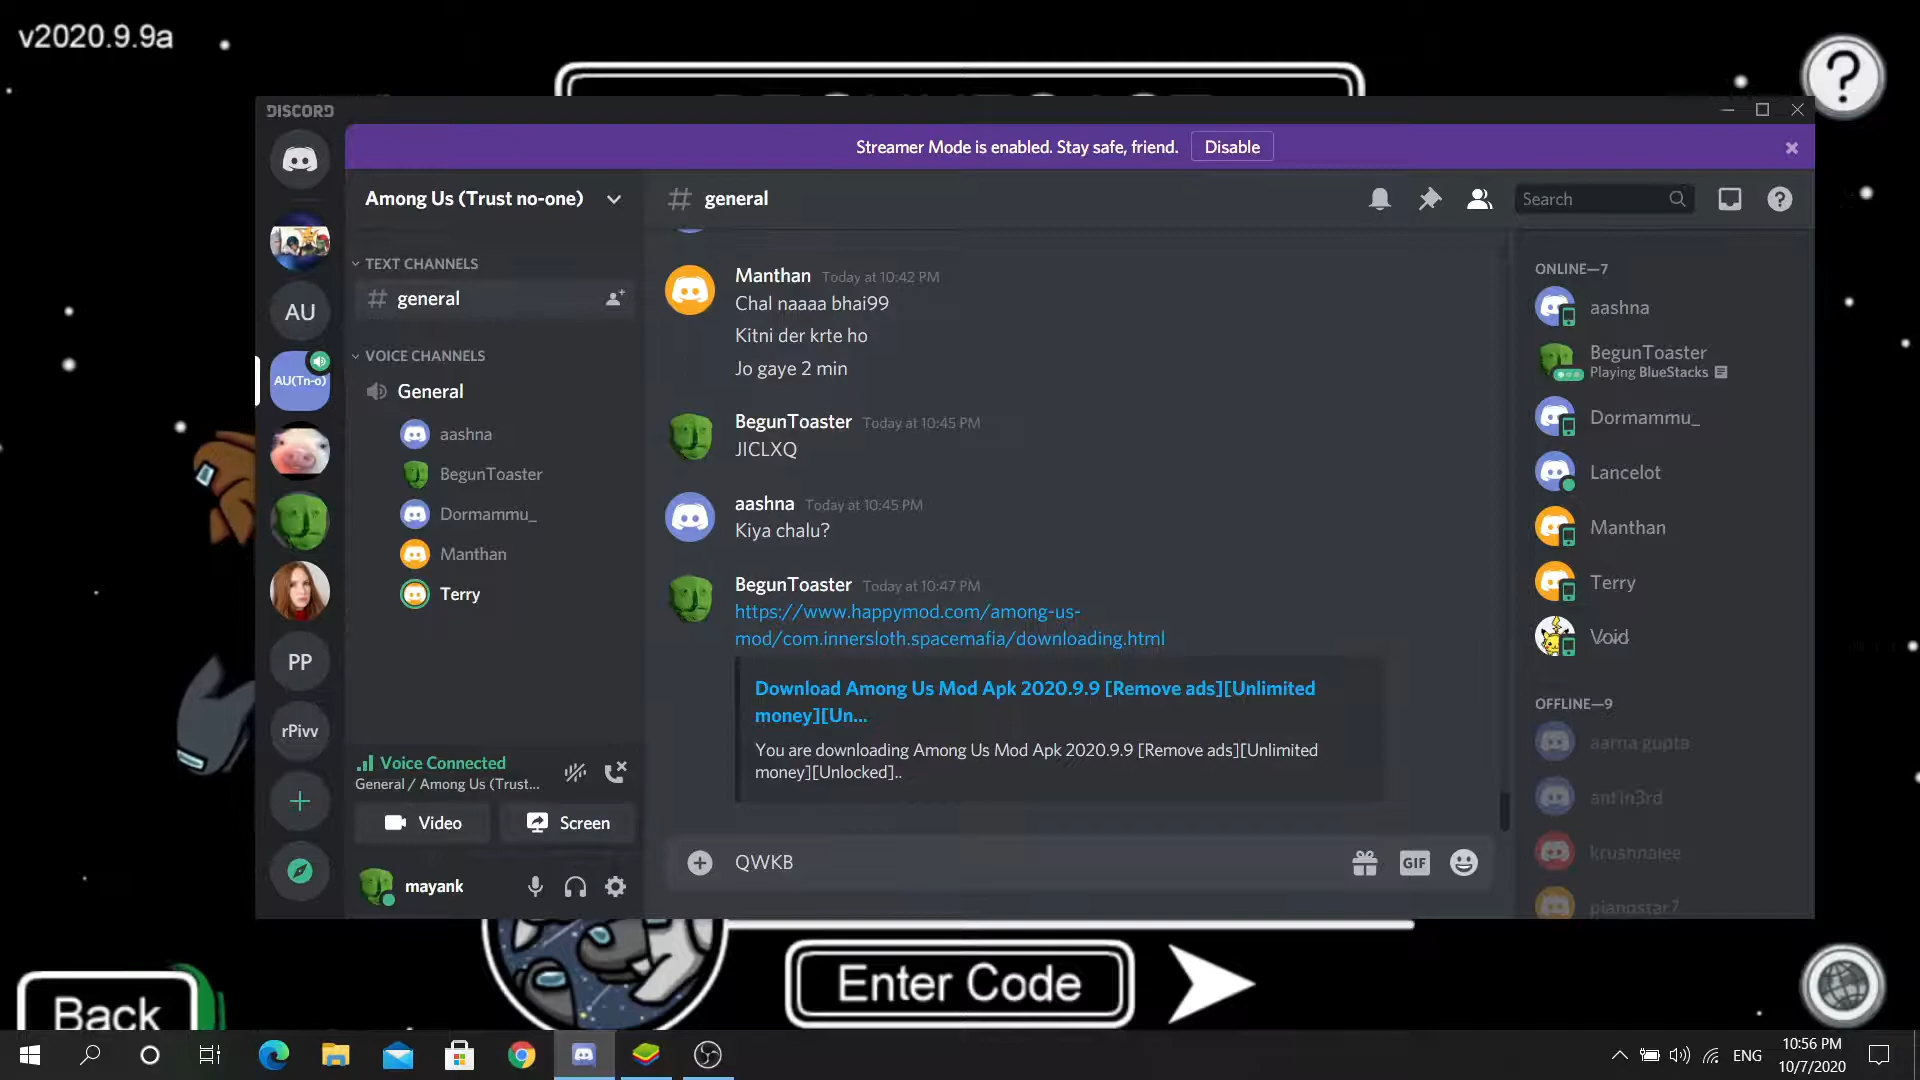 v2020.9.9a
DISCORD
Streamer Mode is enabled. Stay safe, friend.
Disable
Among Us (Trust no-one)
general
Search
TEXT CHANNELS
general
VOICE CHANNELS
General
aashna
BegunToaster
Dormammu_
Manthan
Terry
AU
AU(Tn-o)
PP
rPivv
Voice Connected
General / Among Us (Trust...
Video
Screen
mayank
Manthan Today at 10:42 PM
Chal naaaa bhai99
Kitni der krte ho
Jo gaye 2 min
BegunToaster Today at 10:45 PM
JICLXQ
aashna Today at 10:45 PM
Kiya chalu?
BegunToaster Today at 10:47 PM
https://www.happymod.com/among-us-
mod/com.innersloth.spacemafia/downloading.html
Download Among Us Mod Apk 2020.9.9 [Remove ads][Unlimited
money][Un...
You are downloading Among Us Mod Apk 2020.9.9 [Remove ads][Unlimited
money][Unlocked]..
QWKB
GIF
ONLINE—7
aashna
BegunToaster
Playing BlueStacks
Dormammu_
Lancelot
Manthan
Terry
Void
OFFLINE—9
aarna gupta
ant1n3rd
krushnalee
piangstar7
Enter Code
Back
ENG
10:56 PM
10/7/2020